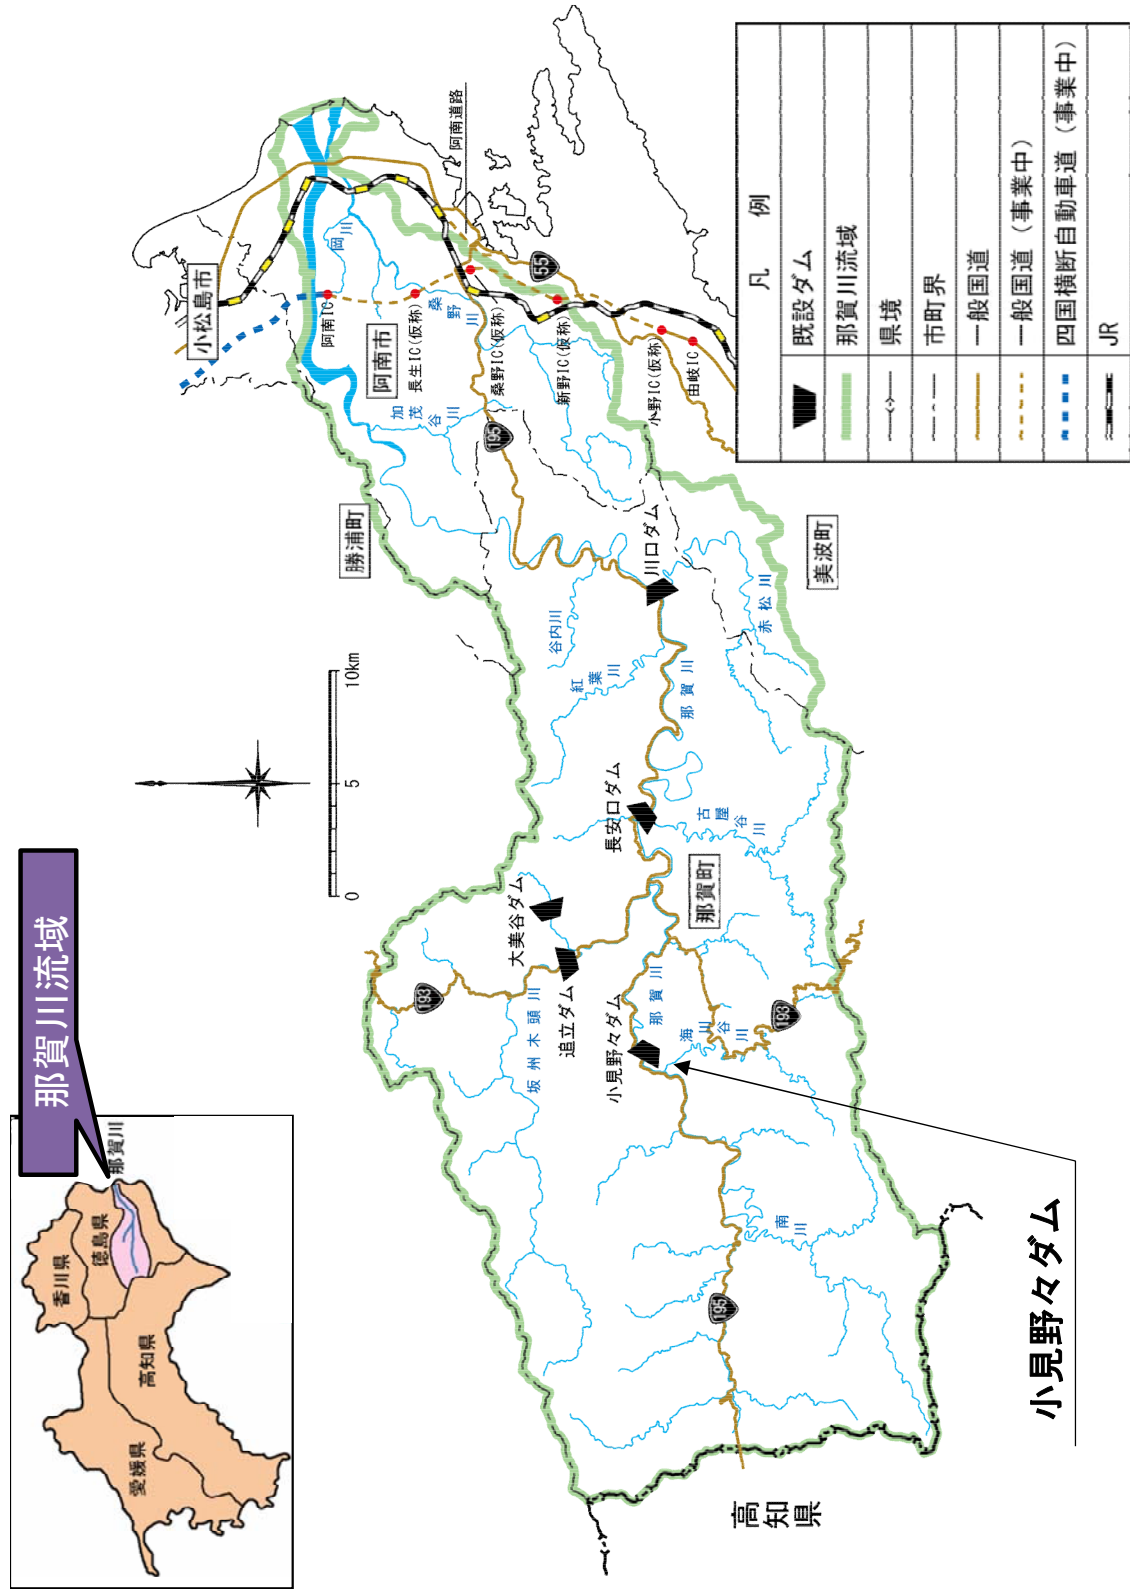 那賀川流域
香川県
徳島県
那賀川
愛媛県
高知県
0
5
10km
小松島市
勝浦町
阿南市
那賀町
美波町
高知県
阿南道路
阿南IC
長生IC(仮称)
桑野IC(仮称)
新野IC(仮称)
小野IC(仮称)
由岐IC
岡川
桑野川
加茂谷川
谷内川
紅葉川
那賀川
赤松川
古屋谷川
那賀川
海川谷川
坂州木頭川
南川
55
195
193
193
195
川口ダム
長安口ダム
大美谷ダム
追立ダム
小見野々ダム
小見野々ダム
凡例
既設ダム
那賀川流域
県境
市町界
一般国道
一般国道(事業中)
四国横断自動車道(事業中)
JR